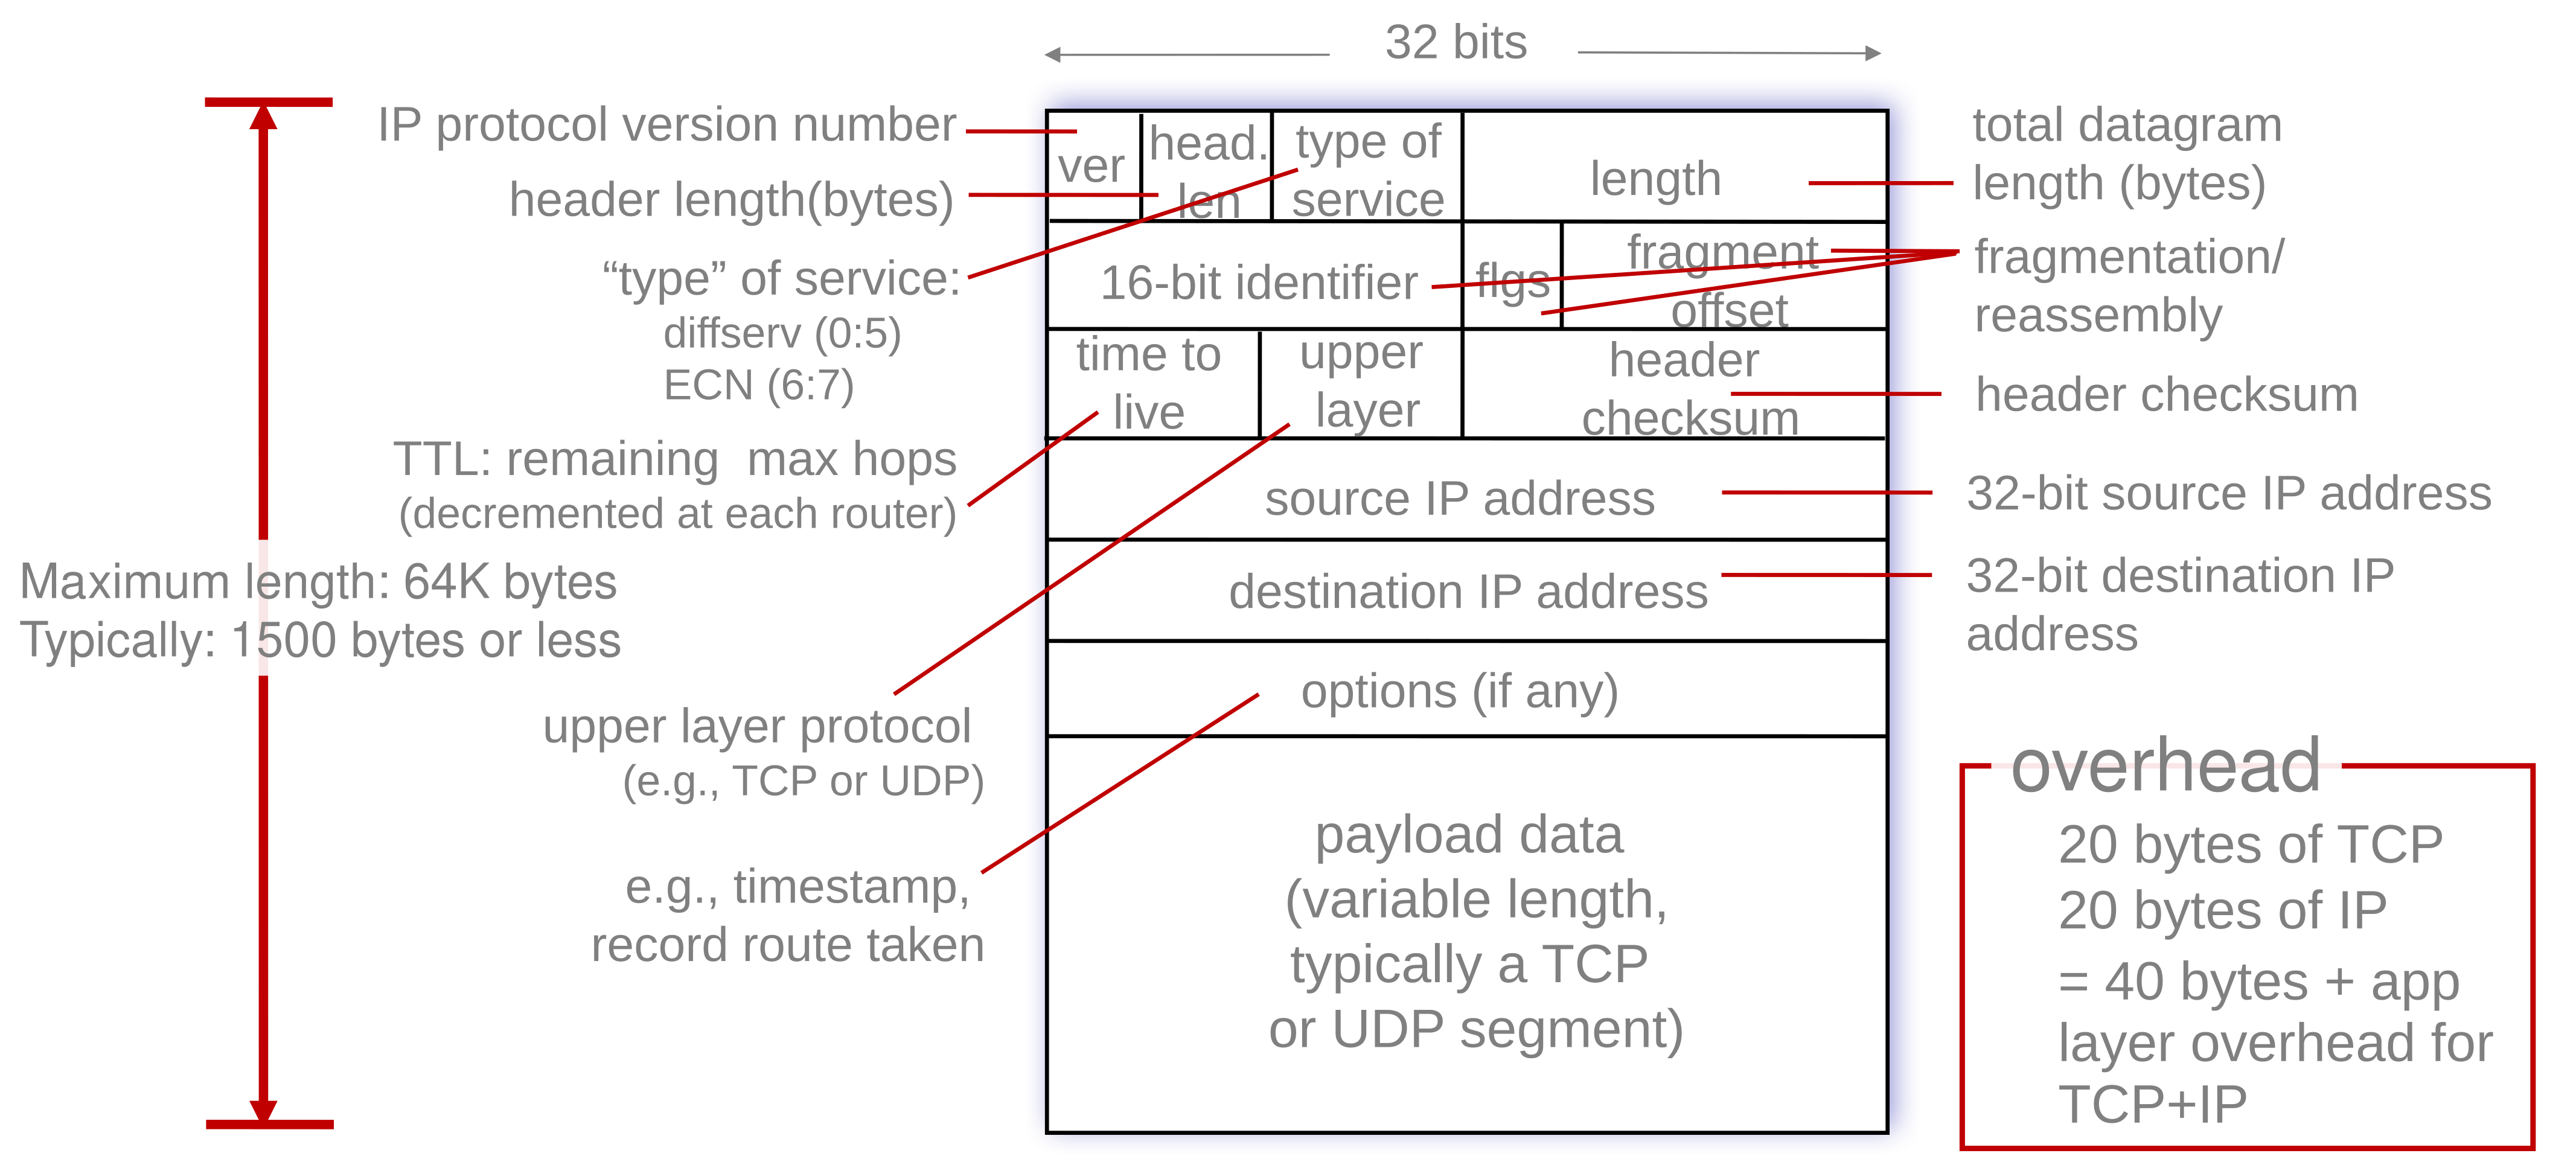 32 bits
IP protocol version number
header length(bytes)
“type” of service:
diffserv (0:5)
ECN (6:7)
TTL: remaining  max hops
(decremented at each router)
Maximum length: 64K bytes
Typically: 1500 bytes or less
upper layer protocol
(e.g., TCP or UDP)
e.g., timestamp,
record route taken
ver
head.
len
type of
service
length
16-bit identifier
flgs
fragment
offset
time to
live
upper
layer
header
checksum
source IP address
destination IP address
options (if any)
payload data
(variable length,
typically a TCP
or UDP segment)
total datagram
length (bytes)
fragmentation/
reassembly
header checksum
32-bit source IP address
32-bit destination IP
address
overhead
20 bytes of TCP
20 bytes of IP
= 40 bytes + app
layer overhead for
TCP+IP